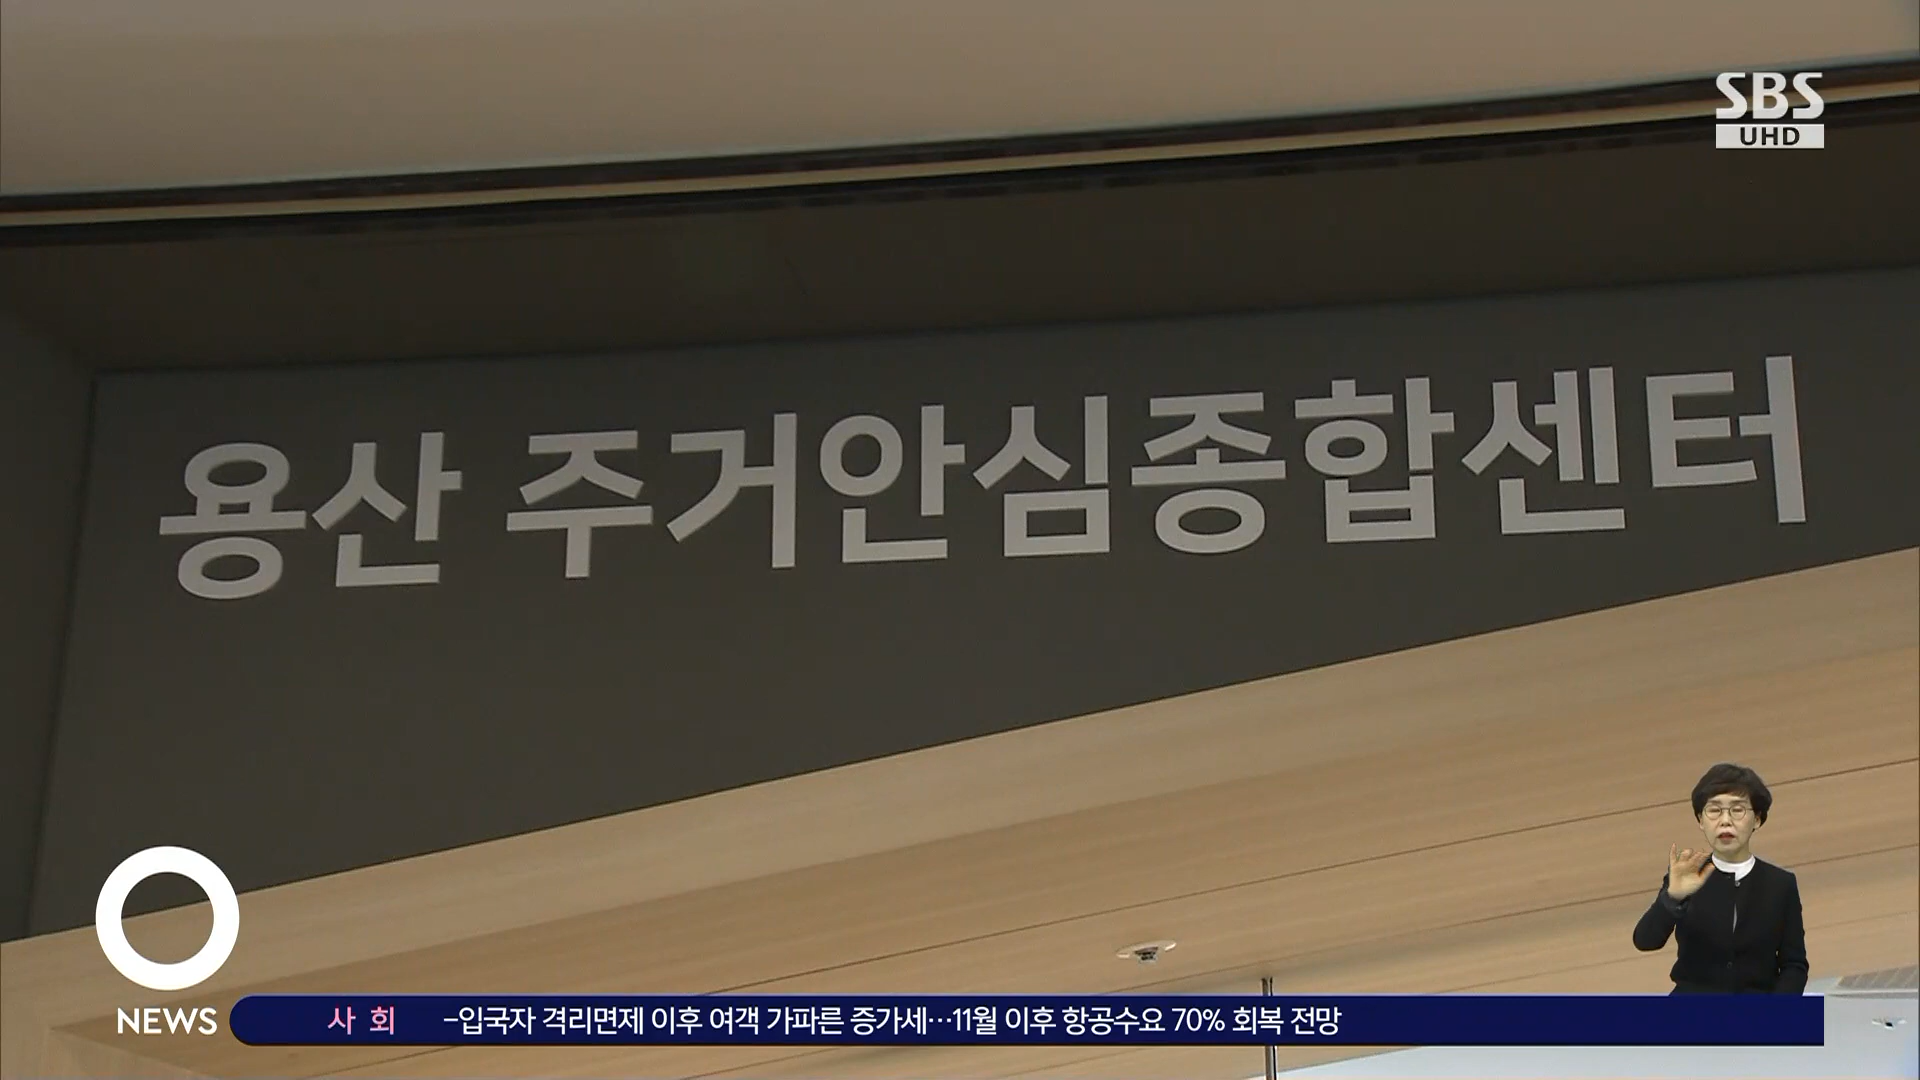 SBS
UHD
용산 주거안심종합센터
NEWS
사 회 -입국자 격리면제 이후 여객 가파른 증가세…11월 이후 항공수요 70% 회복 전망